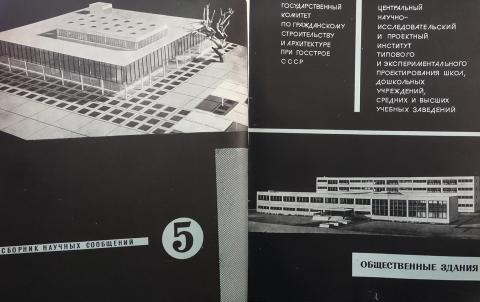 ГОСУДАРСТВЕННЫЙ
КОМИТЕТ
ПО ГРАЖДАНСКОМУ
СТРОИТЕЛЬСТВУ
И АРХИТЕКТУРЕ
ПРИ ГОССТРОЕ
СССР
ЦЕНТРАЛЬНЫЙ
НАУЧНО-
ИССЛЕДОВАТЕЛЬСКИЙ
И ПРОЕКТНЫЙ
ИНСТИТУТ
ТИПОВОГО
И ЭКСПЕРИМЕНТАЛЬНОГО
ПРОЕКТИРОВАНИЯ ШКОЛ,
ДОШКОЛЬНЫХ
УЧРЕЖДЕНИЙ,
СРЕДНИХ И ВЫСШИХ
УЧЕБНЫХ ЗАВЕДЕНИЙ
СБОРНИК НАУЧНЫХ СООБЩЕНИЙ
5
ОБЩЕСТВЕННЫЕ ЗДАНИЯ